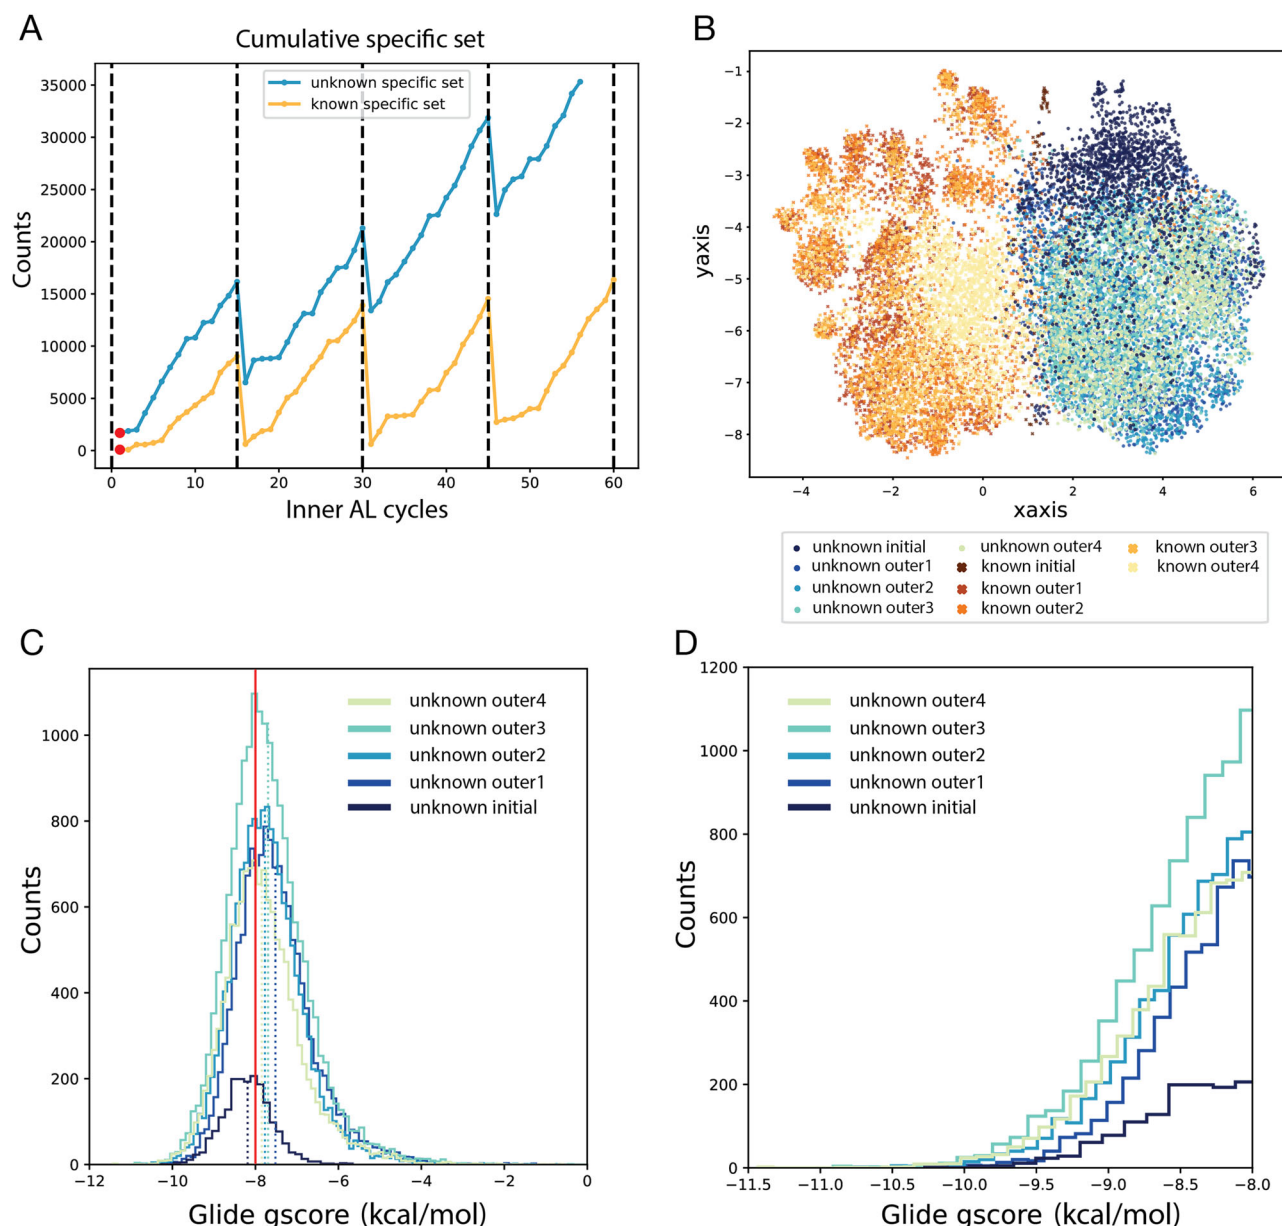 A
Cumulative specific set
unknown specific set
known specific set
35000
30000
25000
20000
15000
10000
5000
0
Counts
0 10 20 30 40 50 60
Inner AL cycles
B
−1
−2
−3
−4
−5
−6
−7
−8
yaxis
−4 −2 0 2 4 6
xaxis
unknown initial unknown outer4 known outer3
unknown outer1 known initial known outer4
unknown outer2 known outer1
unknown outer3 known outer2
C
unknown outer4
unknown outer3
unknown outer2
unknown outer1
unknown initial
1000
800
600
400
200
0
Counts
−12 −10 −8 −6 −4 −2 0
Glide gscore (kcal/mol)
D
unknown outer4
unknown outer3
unknown outer2
unknown outer1
unknown initial
1200
1000
800
600
400
200
0
Counts
−11.5 −11.0 −10.5 −10.0 −9.5 −9.0 −8.5 −8.0
Glide gscore (kcal/mol)